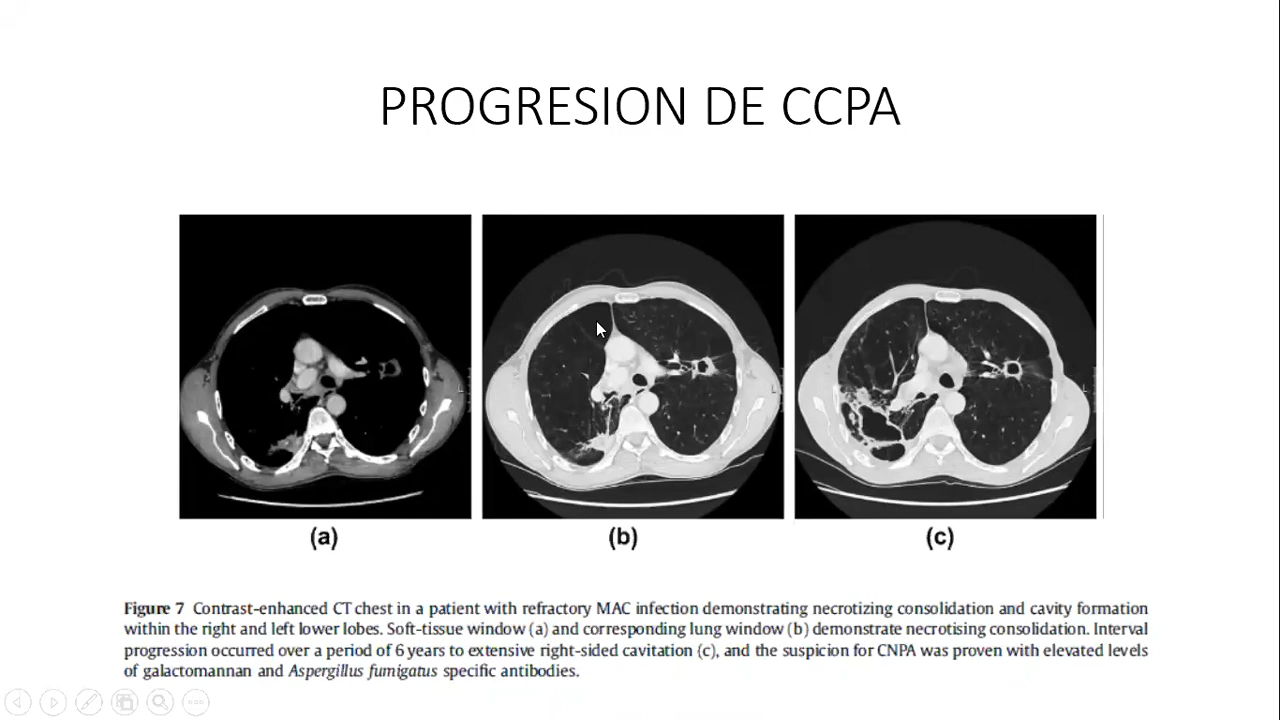 PROGRESION DE CCPA
(a)
(b)
(c)
Figure 7 Contrast-enhanced CT chest in a patient with refractory MAC infection demonstrating necrotizing consolidation and cavity formation
within the right and left lower lobes. Soft-tissue window (a) and corresponding lung window (b) demonstrate necrotising consolidation. Interval
progression occurred over a period of 6 years to extensive right-sided cavitation (c), and the suspicion for CNPA was proven with elevated levels
of galactomannan and Aspergillus fumigatus specific antibodies.